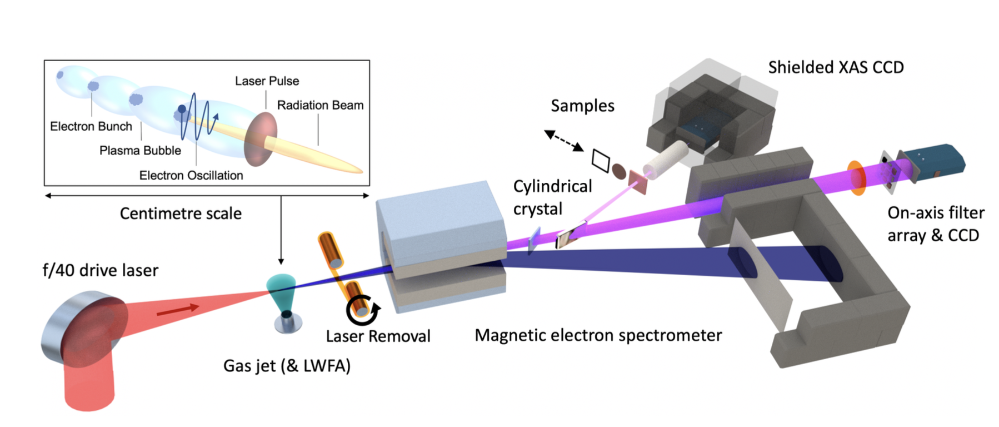 Laser Pulse
Radiation Beam
Electron Bunch
Plasma Bubble
Electron Oscillation
Centimetre scale
f/40 drive laser
Gas jet (& LWFA)
Laser Removal
Magnetic electron spectrometer
Cylindrical
crystal
Samples
Shielded XAS CCD
On-axis filter
array & CCD